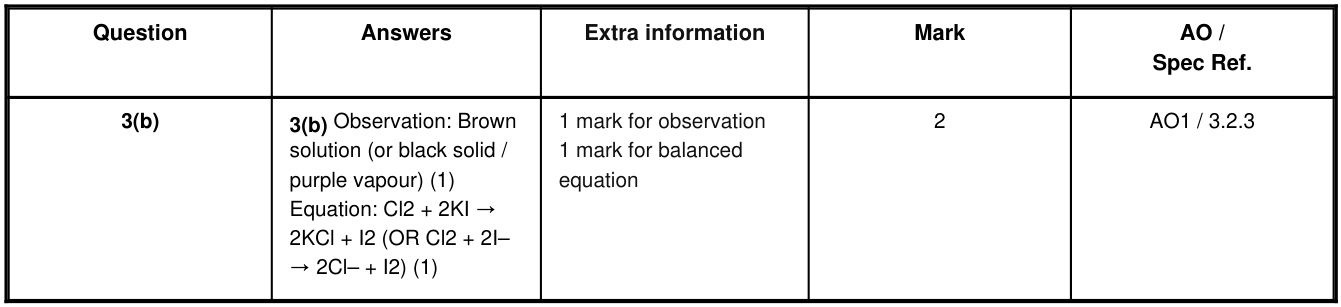 Question Answers Extra information Mark AO /
Spec Ref.
3(b)
3(b) Observation: Brown
solution (or black solid /
purple vapour) (1)
Equation: Cl2 + 2KI →
2KCl + I2 (OR Cl2 + 2I–
→ 2Cl– + I2) (1)
1 mark for observation
1 mark for balanced
equation
2
AO1 / 3.2.3